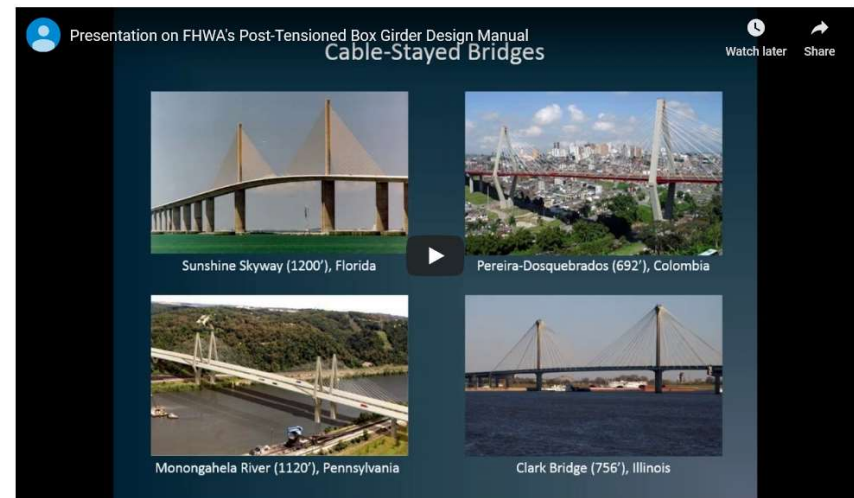 Presentation on FHWA's Post-Tensioned Box Girder Design Manual
Watch later
Share
Cable-Stayed Bridges
Sunshine Skyway (1200'), Florida
Pereira-Dosquebrados (692'), Colombia
Monongahela River (1120'), Pennsylvania
Clark Bridge (756'), Illinois